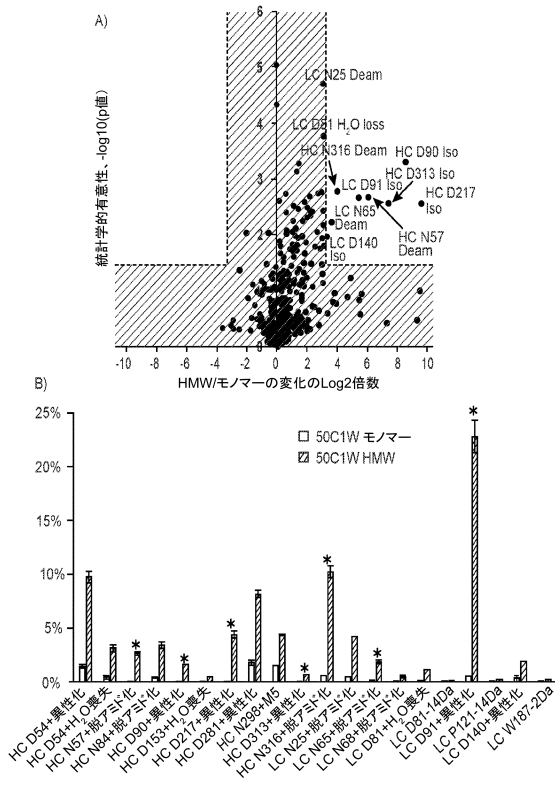 A)
統計学的有意性、-log10(p値)
6
5
4
3
2
1
0
LC N25 Deam
LC D81 H2O loss
HC N316 Deam
HC D90 Iso
HC D313 Iso
LC D91 Iso
HC D217
Iso
LC N65
Deam
HC N57
Deam
LC D140
Iso
-10 -8 -6 -4 -2 0 2 4 6 8 10
HMW/モノマーの変化のLog2倍数
B)
25%
20%
15%
10%
5%
0%
50C1W モノマー
50C1W HMW
* * * * * * *
HC D54+異性化
HC D54+H2O喪失
HC N57+脱アミド化
HC N84+脱アミド化
HC D90+異性化
HC D153+H2O喪失
HC D217+異性化
HC D281+異性化
HC N298+M5
HC D313+異性化
HC N316+脱アミド化
LC N25+脱アミド化
LC N65+脱アミド化
LC N68+脱アミド化
LC D81+H2O喪失
LC D81-14Da
LC D91+異性化
LC P121-14Da
LC D140+異性化
LC W187-2Da